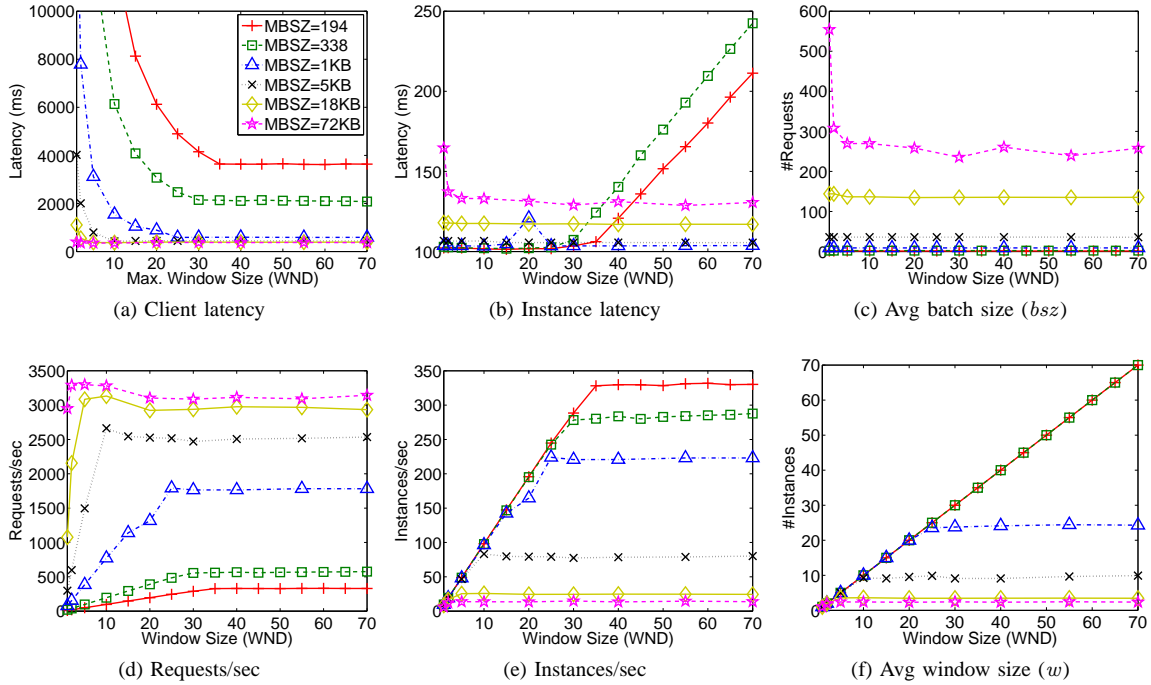 10000
8000
6000
4000
2000
0
Latency (ms)
10 20 30 40 50 60 70
Max. Window Size (WND)
MBSZ=194
MBSZ=338
MBSZ=1KB
MBSZ=5KB
MBSZ=18KB
MBSZ=72KB
(a) Client latency
250
200
150
100
Latency (ms)
10 20 30 40 50 60 70
Window Size (WND)
(b) Instance latency
600
500
400
300
200
100
0
#Requests
10 20 30 40 50 60 70
Window Size (WND)
(c) Avg batch size (bsz)
3500
3000
2500
2000
1500
1000
500
0
Requests/sec
10 20 30 40 50 60 70
Window Size (WND)
(d) Requests/sec
350
300
250
200
150
100
50
0
Instances/sec
10 20 30 40 50 60 70
Window Size (WND)
(e) Instances/sec
70
60
50
40
30
20
10
0
#Instances
10 20 30 40 50 60 70
Window Size (WND)
(f) Avg window size (w)